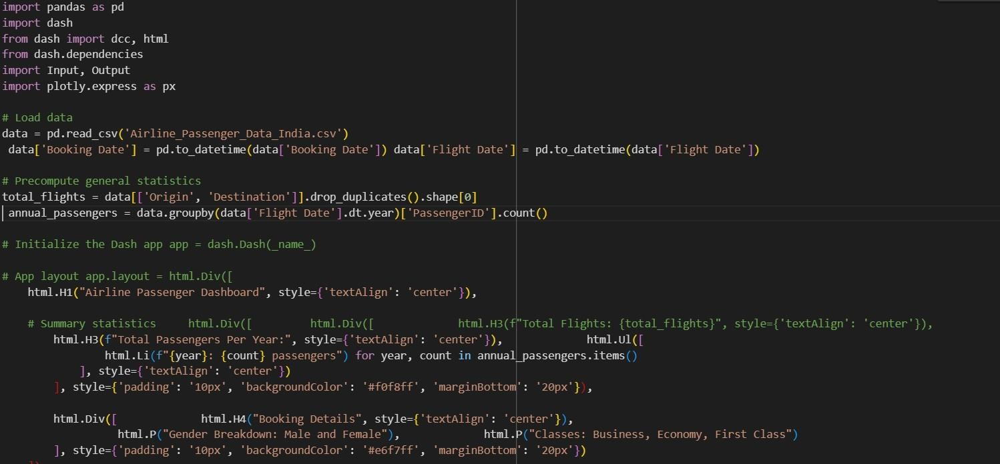 import pandas as pd
import dash
from dash import dcc, html
from dash.dependencies
import Input, Output
import plotly.express as px

# Load data
data = pd.read_csv('Airline_Passenger_Data_India.csv')
 data['Booking Date'] = pd.to_datetime(data['Booking Date']) data['Flight Date'] = pd.to_datetime(data['Flight Date'])

# Precompute general statistics
total_flights = data[['Origin', 'Destination']].drop_duplicates().shape[0]
 annual_passengers = data.groupby(data['Flight Date'].dt.year)['PassengerID'].count()

# Initialize the Dash app app = dash.Dash(_name_)

# App layout app.layout = html.Div([
    html.H1("Airline Passenger Dashboard", style={'textAlign': 'center'}),

    # Summary statistics     html.Div([         html.Div([             html.H3(f"Total Flights: {total_flights}", style={'textAlign': 'center'}),
        html.H3(f"Total Passengers Per Year:", style={'textAlign': 'center'}),             html.Ul([
                html.Li(f"{year}: {count} passengers") for year, count in annual_passengers.items()
            ], style={'textAlign': 'center'})
        ], style={'padding': '10px', 'backgroundColor': '#f0f8ff', 'marginBottom': '20px'}),

        html.Div([             html.H4("Booking Details", style={'textAlign': 'center'}),
                  html.P("Gender Breakdown: Male and Female"),             html.P("Classes: Business, Economy, First Class")
        ], style={'padding': '10px', 'backgroundColor': '#e6f7ff', 'marginBottom': '20px'})